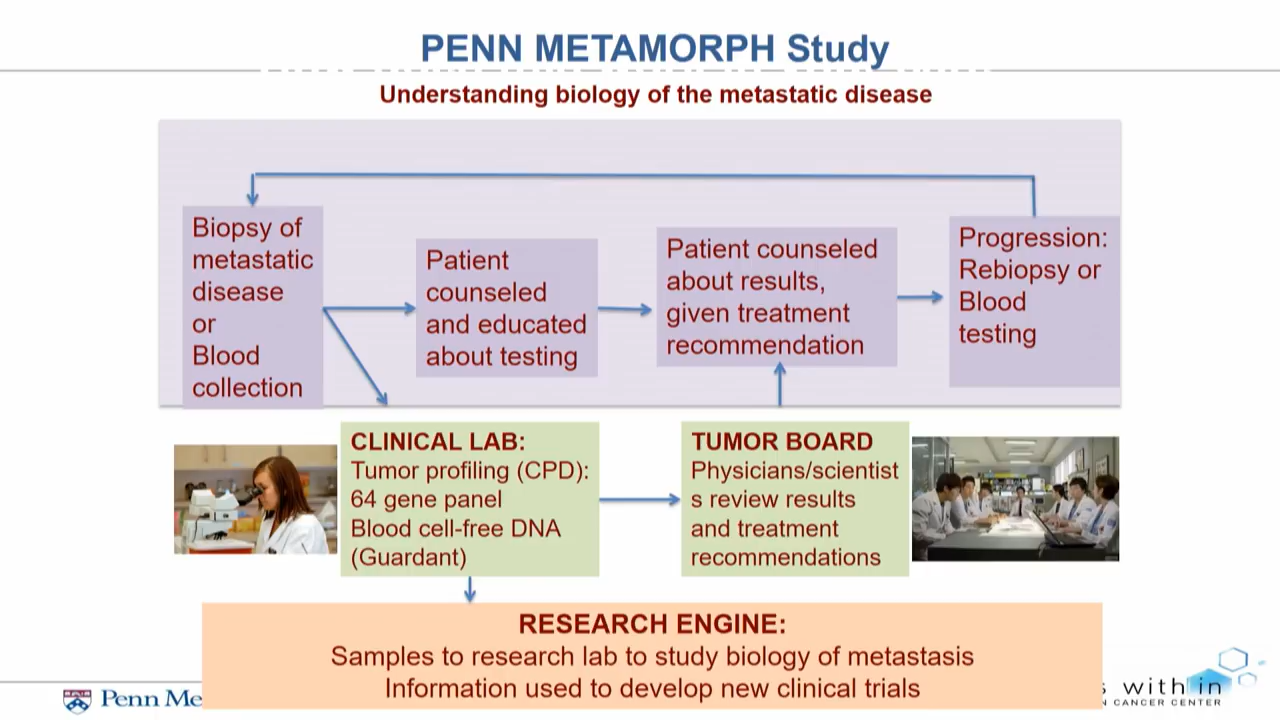 PENN METAMORPH Study
Understanding biology of the metastatic disease
Biopsy of
metastatic
disease
or
Blood
collection
Patient
counseled
and educated
about testing
Patient counseled
about results,
given treatment
recommendation
Progression:
Rebiopsy or
Blood
testing
CLINICAL LAB:
Tumor profiling (CPD):
64 gene panel
Blood cell-free DNA
(Guardant)
TUMOR BOARD
Physicians/scientist
s review results
and treatment
recommendations
RESEARCH ENGINE:
Samples to research lab to study biology of metastasis
Information used to develop new clinical trials
Penn Me
s with in
N CANCER CENTER